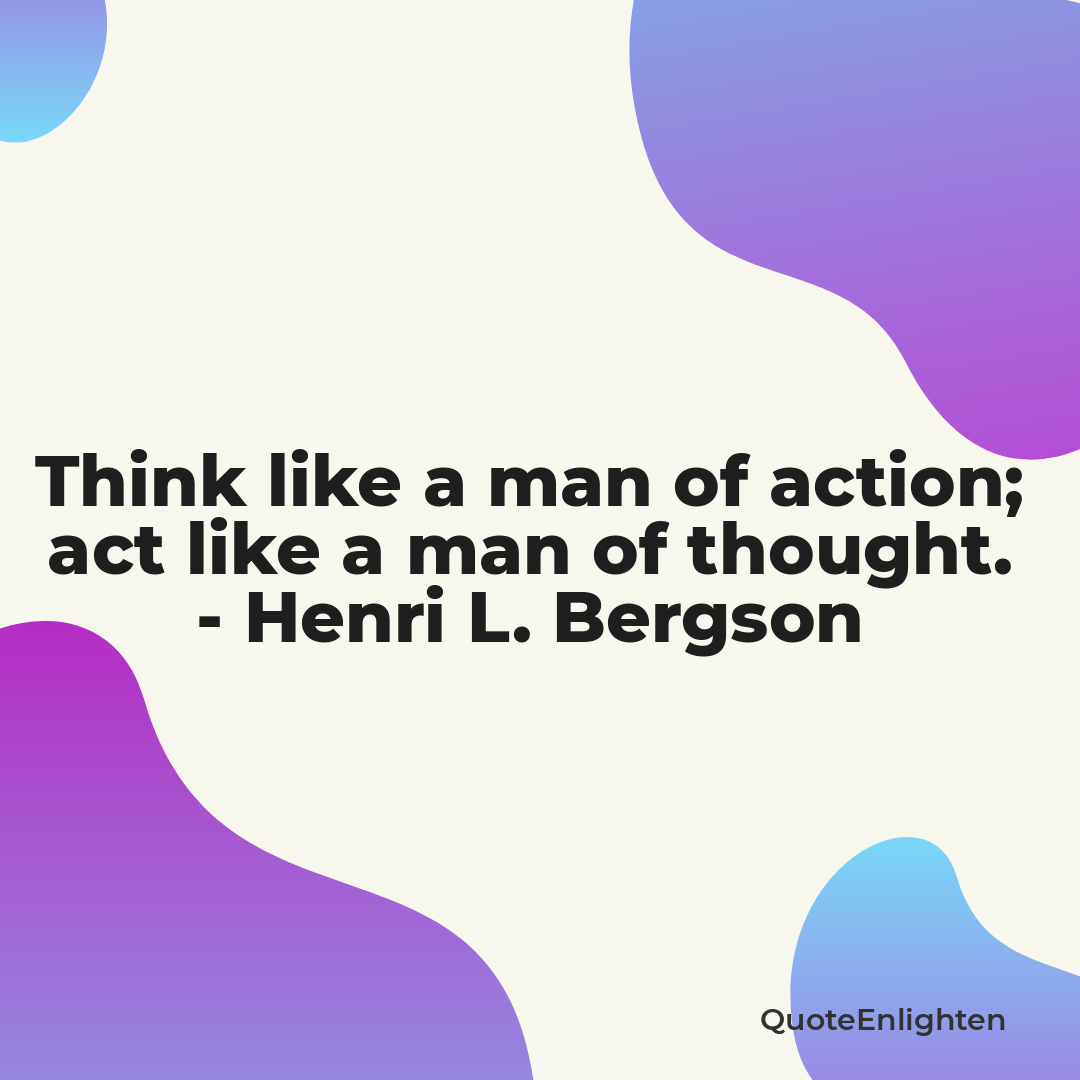 Think like a man of action;
act like a man of thought.
- Henri L. Bergson
QuoteEnlighten